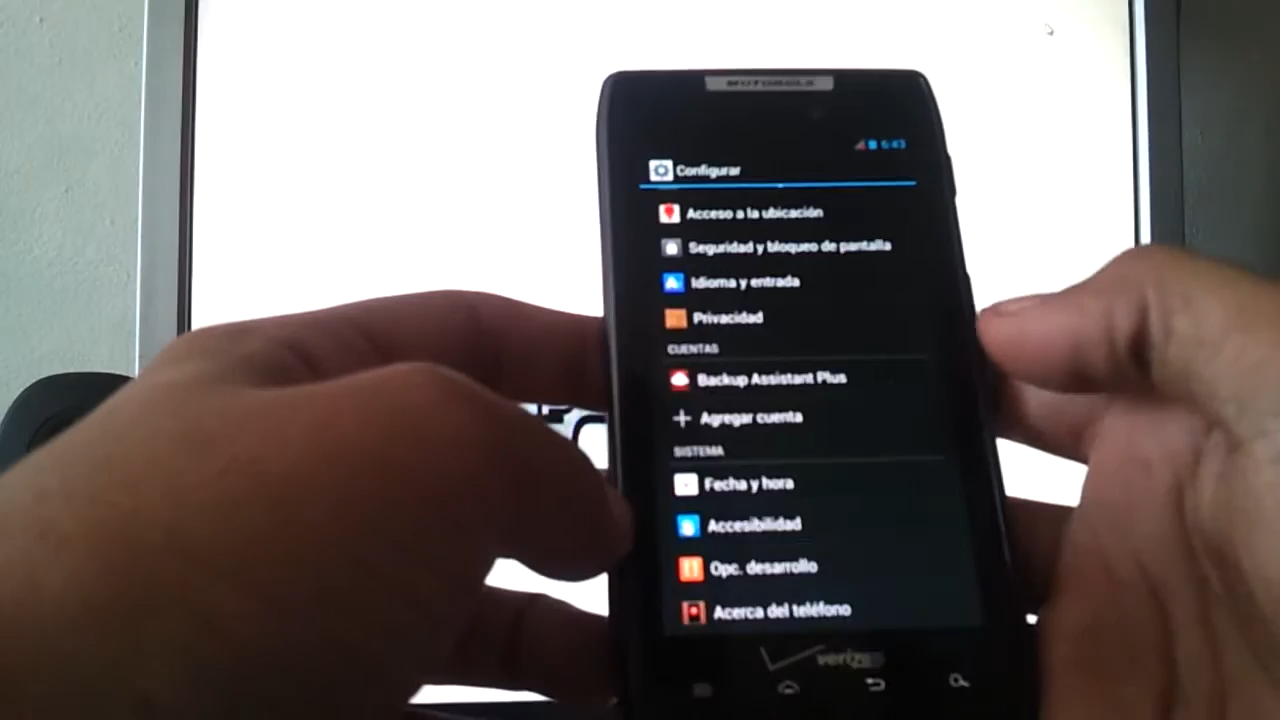 MOTOROLA
6:43
Configurar
Acceso a la ubicación
Seguridad y bloqueo de pantalla
Idioma y entrada
Privacidad
CUENTAS
Backup Assistant Plus
Agregar cuenta
SISTEMA
Fecha y hora
Accesibilidad
Opc. desarrollo
Acerca del teléfono